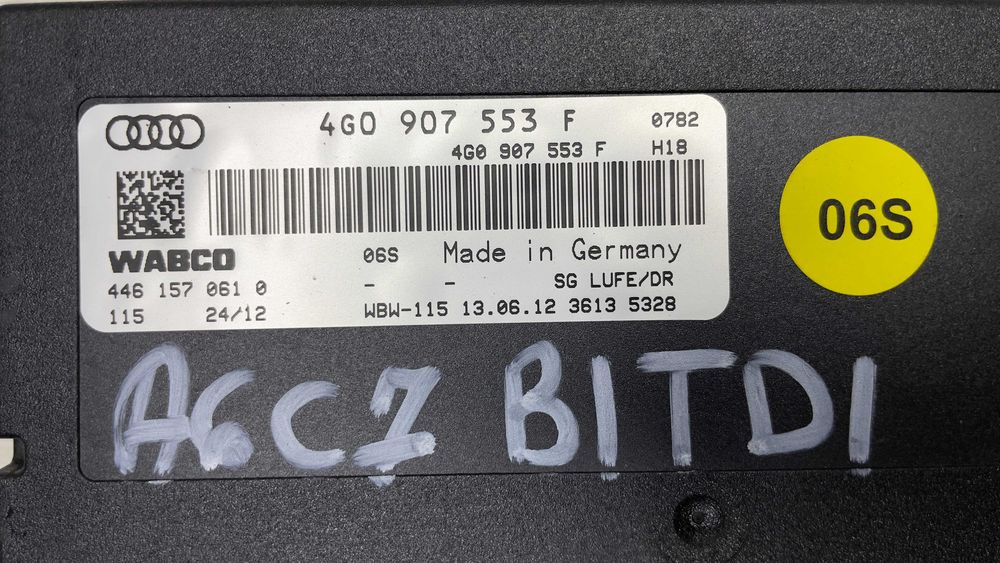 4G0 907 553 F 0782
4G0 907 553 F H18
WABCO 06S Made in Germany
446 157 061 0 - - SG LUFE/DR
115 24/12 WBW-115 13.06.12 3613 5328
06S
A6C7 BITDI